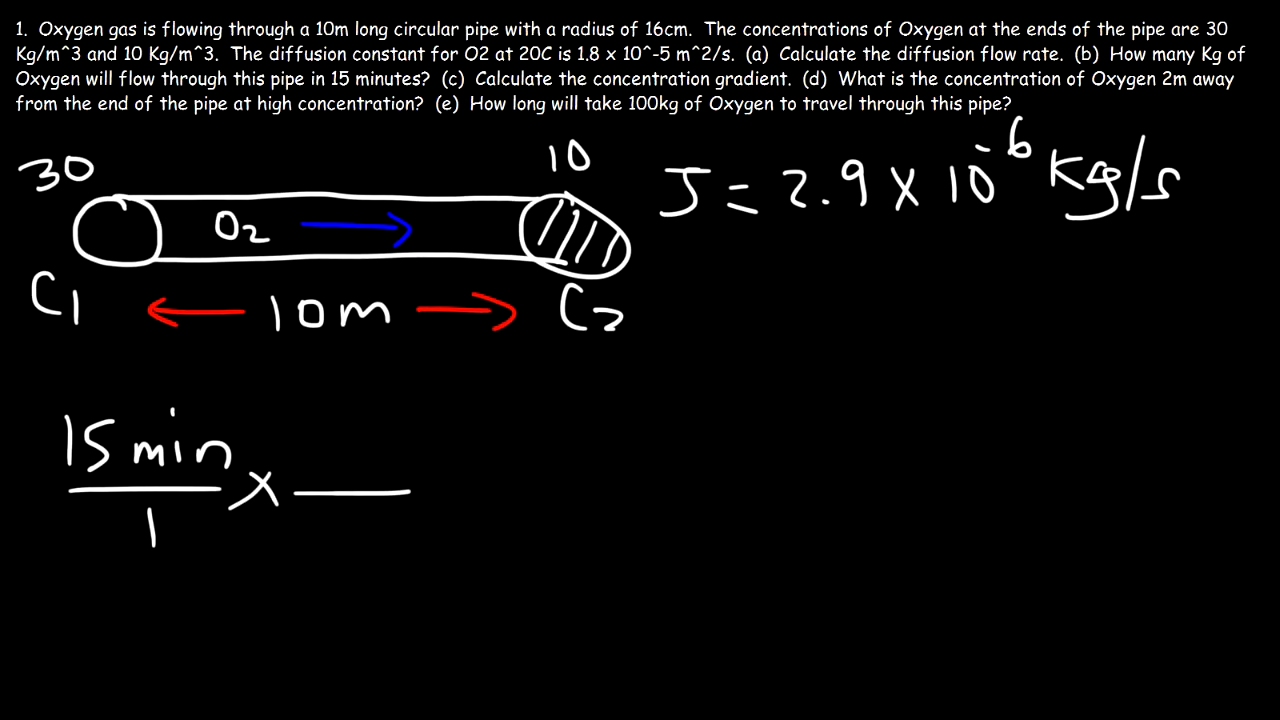 1. Oxygen gas is flowing through a 10m long circular pipe with a radius of 16cm. The concentrations of Oxygen at the ends of the pipe are 30
Kg/m^3 and 10 Kg/m^3. The diffusion constant for O2 at 20C is 1.8 x 10^-5 m^2/s. (a) Calculate the diffusion flow rate. (b) How many Kg of
Oxygen will flow through this pipe in 15 minutes? (c) Calculate the concentration gradient. (d) What is the concentration of Oxygen 2m away
from the end of the pipe at high concentration? (e) How long will take 100kg of Oxygen to travel through this pipe?
30
10
J = 2.9 x 10^-6 Kg/s
O2
C1
10m
C2
15 min
x
1